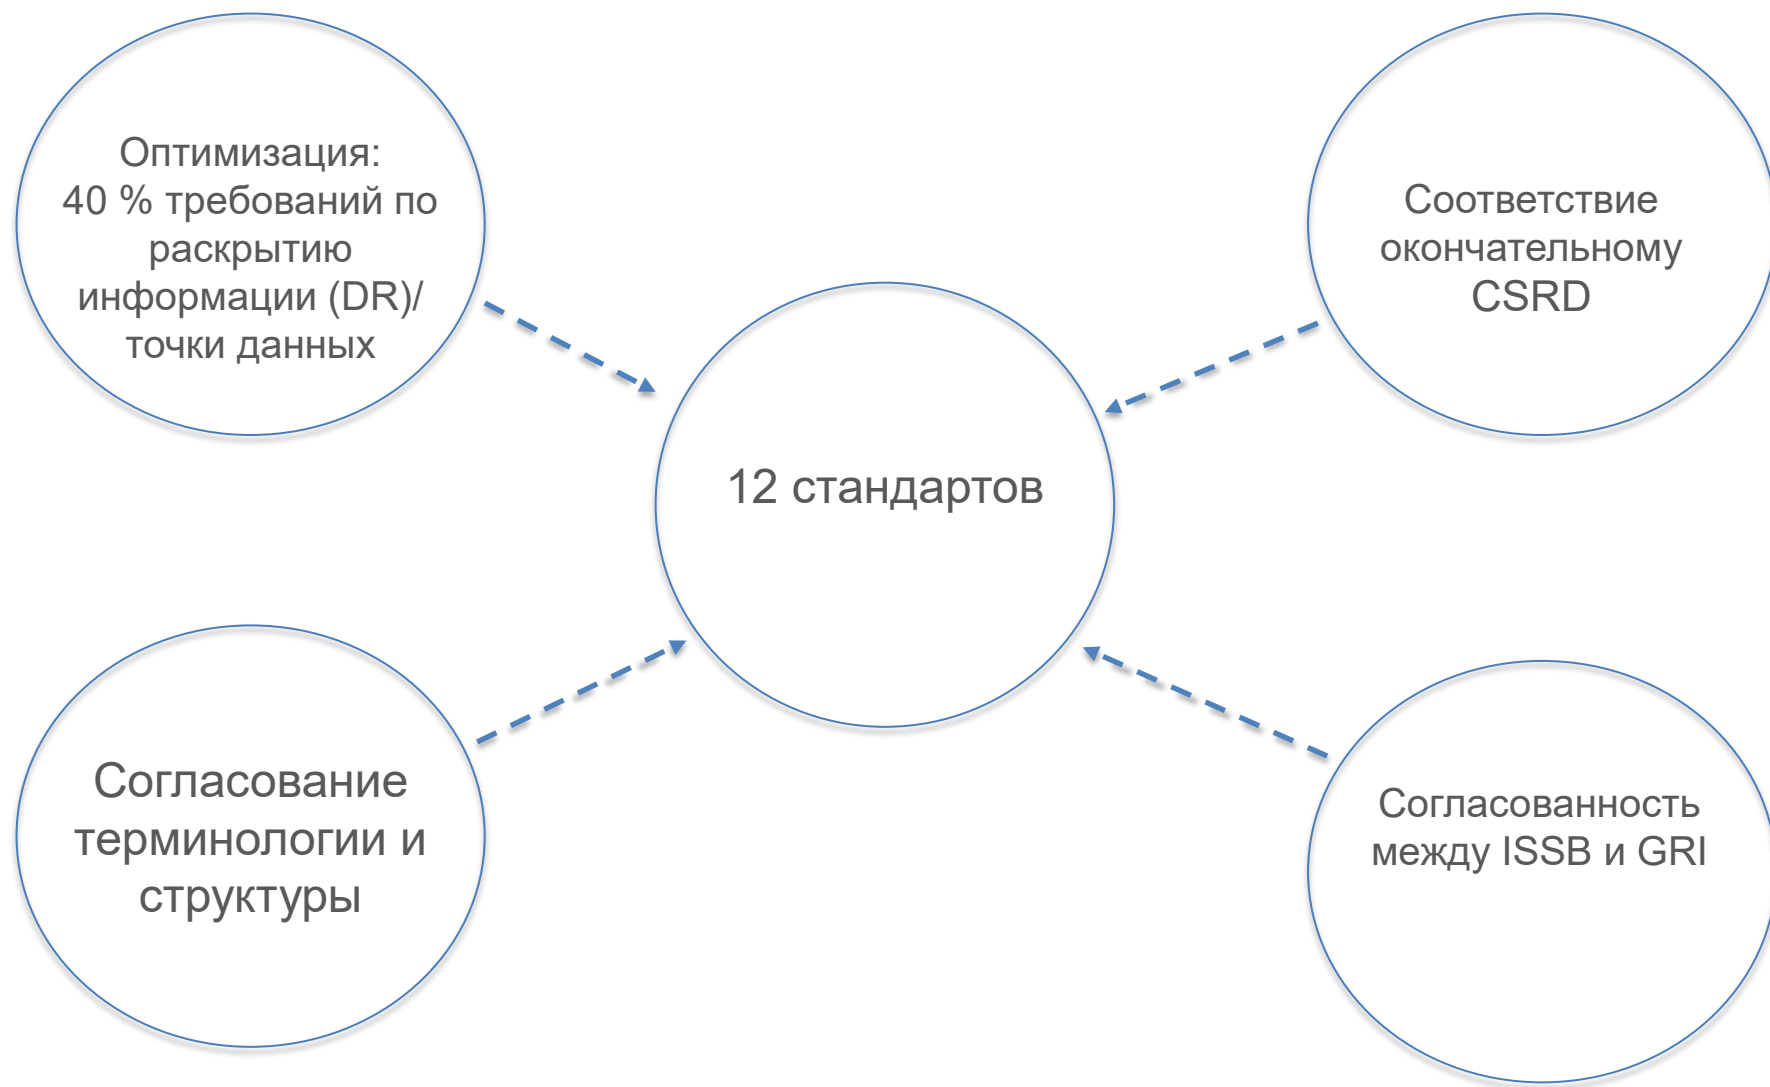 Оптимизация:
40 % требований по
раскрытию
информации (DR)/
точки данных
Соответствие
окончательному
CSRD
12 стандартов
Согласование
терминологии и
структуры
Согласованность
между ISSB и GRI